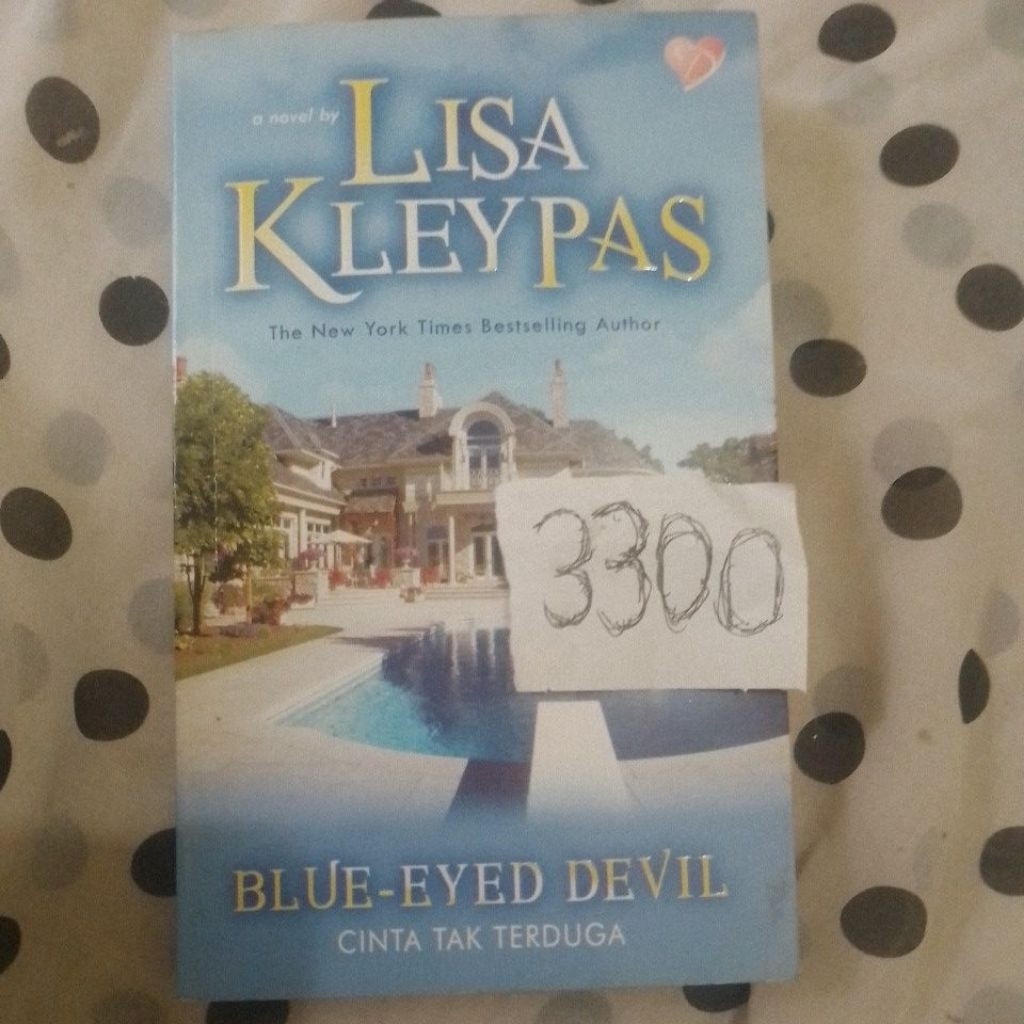 a novel by
LISA
KLEYPAS
The New York Times Bestselling Author
3300
BLUE-EYED DEVIL
CINTA TAK TERDUGA